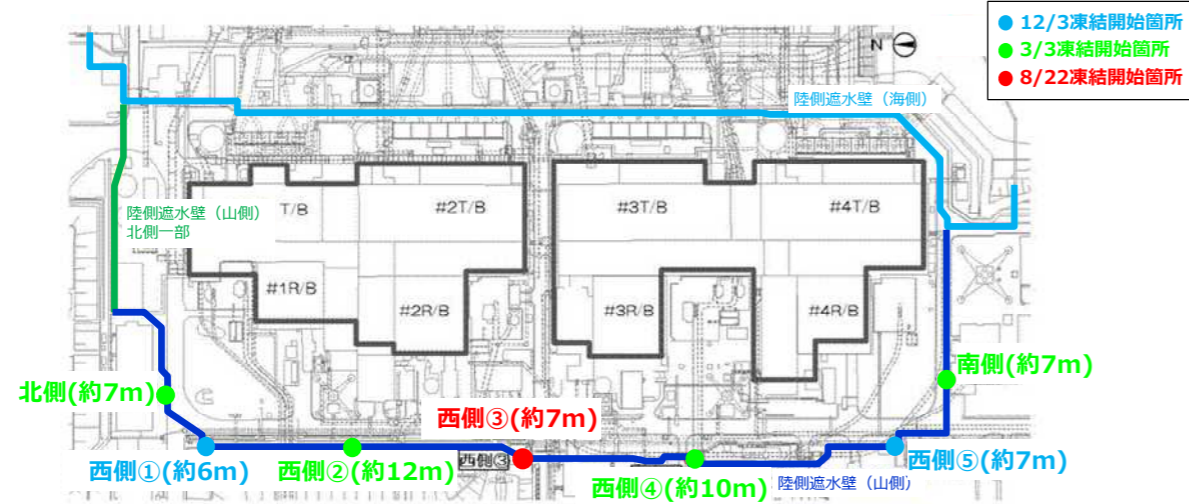 12/3凍結開始箇所
3/3凍結開始箇所
8/22凍結開始箇所
N
陸側遮水壁（海側）
陸側遮水壁（山側）
北側一部
T/B
#2T/B
#3T/B
#4T/B
#1R/B
#2R/B
#3R/B
#4R/B
北側(約7m)
南側(約7m)
西側③(約7m)
西側①(約6m)
西側②(約12m)
西側③
西側④(約10m)
西側⑤(約7m)
陸側遮水壁（山側）